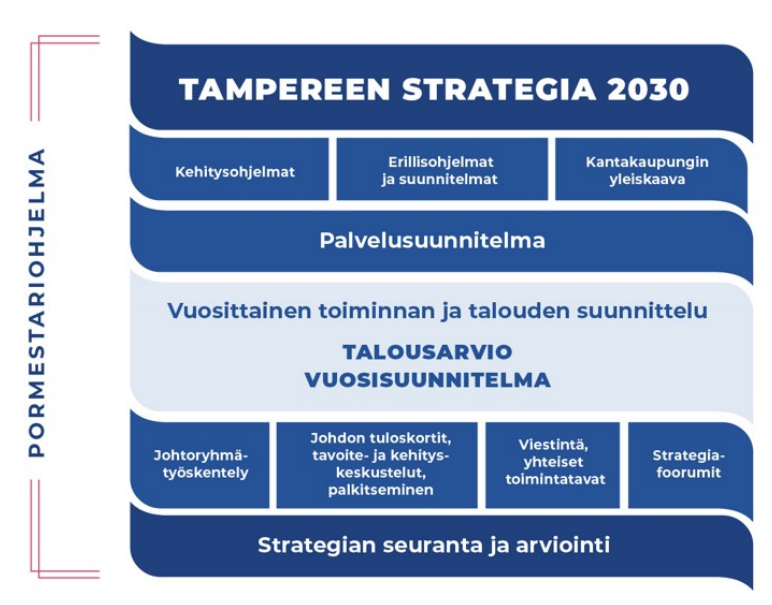 PORMESTARIOHJELMA
TAMPEREEN STRATEGIA 2030
Kehitysohjelmat
Erillisohjelmat
ja suunnitelmat
Kantakaupungin
yleiskaava
Palvelusuunnitelma
Vuosittainen toiminnan ja talouden suunnittelu
TALOUSARVIO
VUOSISUUNNITELMA
Johtoryhmä-
työskentely
Johdon tuloskortit,
tavoite- ja kehitys-
keskustelut,
palkitseminen
Viestintä,
yhteiset
toimintatavat
Strategia-
foorumit
Strategian seuranta ja arviointi